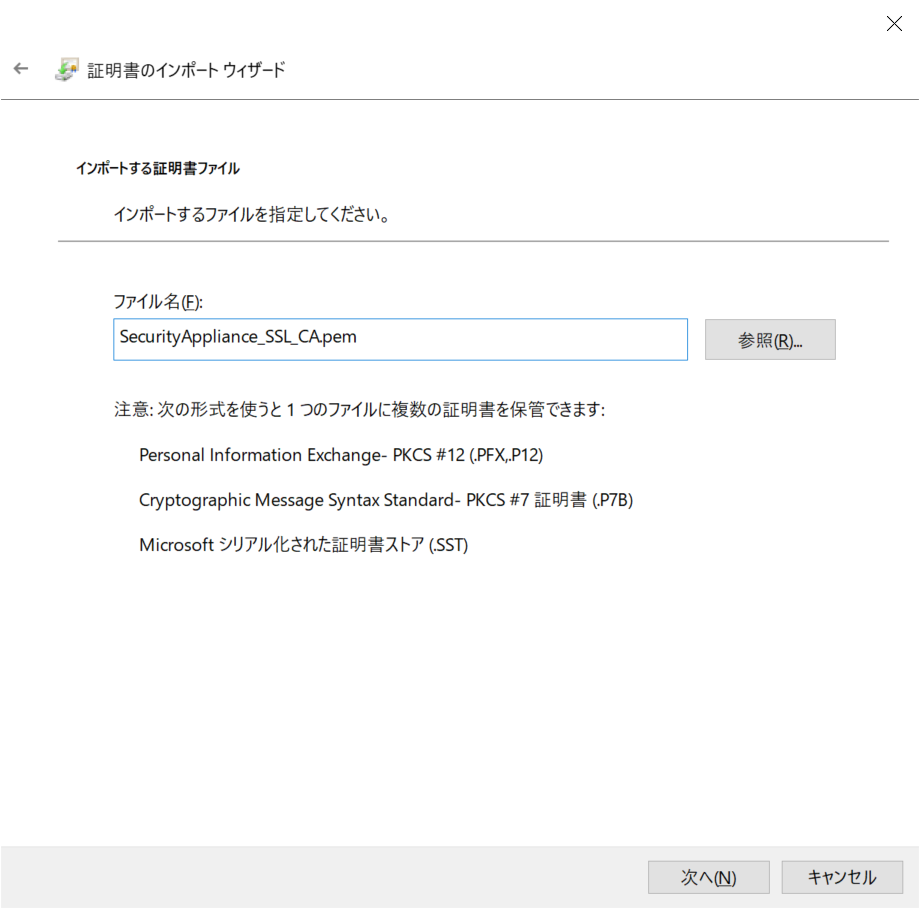 証明書のインポート ウィザード
インポートする証明書ファイル
インポートするファイルを指定してください。
ファイル名(F):
SecurityAppliance_SSL_CA.pem
参照(R)...
注意: 次の形式を使うと 1 つのファイルに複数の証明書を保管できます:
Personal Information Exchange- PKCS #12 (.PFX,.P12)
Cryptographic Message Syntax Standard- PKCS #7 証明書 (.P7B)
Microsoft シリアル化された証明書ストア (.SST)
次へ(N)
キャンセル